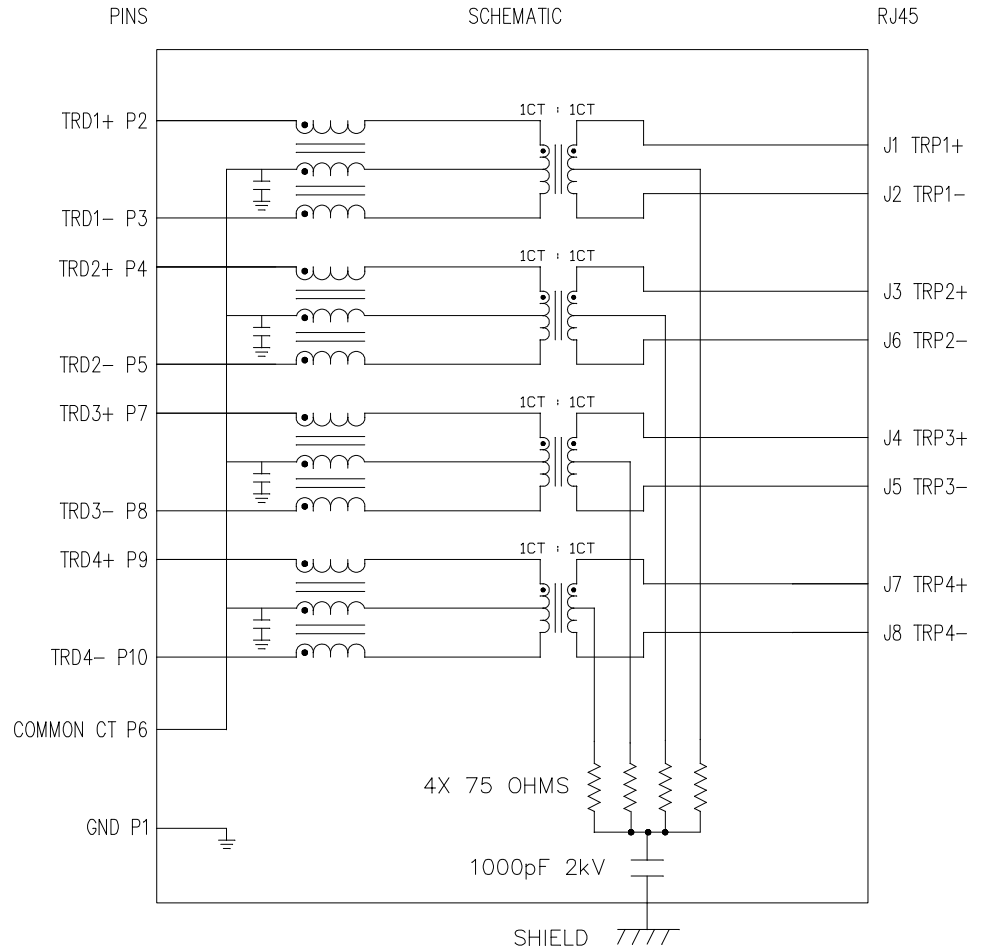 PINS SCHEMATIC RJ45
1CT : 1CT
TRD1+ P2
J1 TRP1+
J2 TRP1-
TRD1- P3
1CT : 1CT
TRD2+ P4
J3 TRP2+
J6 TRP2-
TRD2- P5
1CT : 1CT
TRD3+ P7
J4 TRP3+
J5 TRP3-
TRD3- P8
1CT : 1CT
TRD4+ P9
J7 TRP4+
J8 TRP4-
TRD4- P10
COMMON CT P6
4X 75 OHMS
GND P1
1000pF 2kV
SHIELD